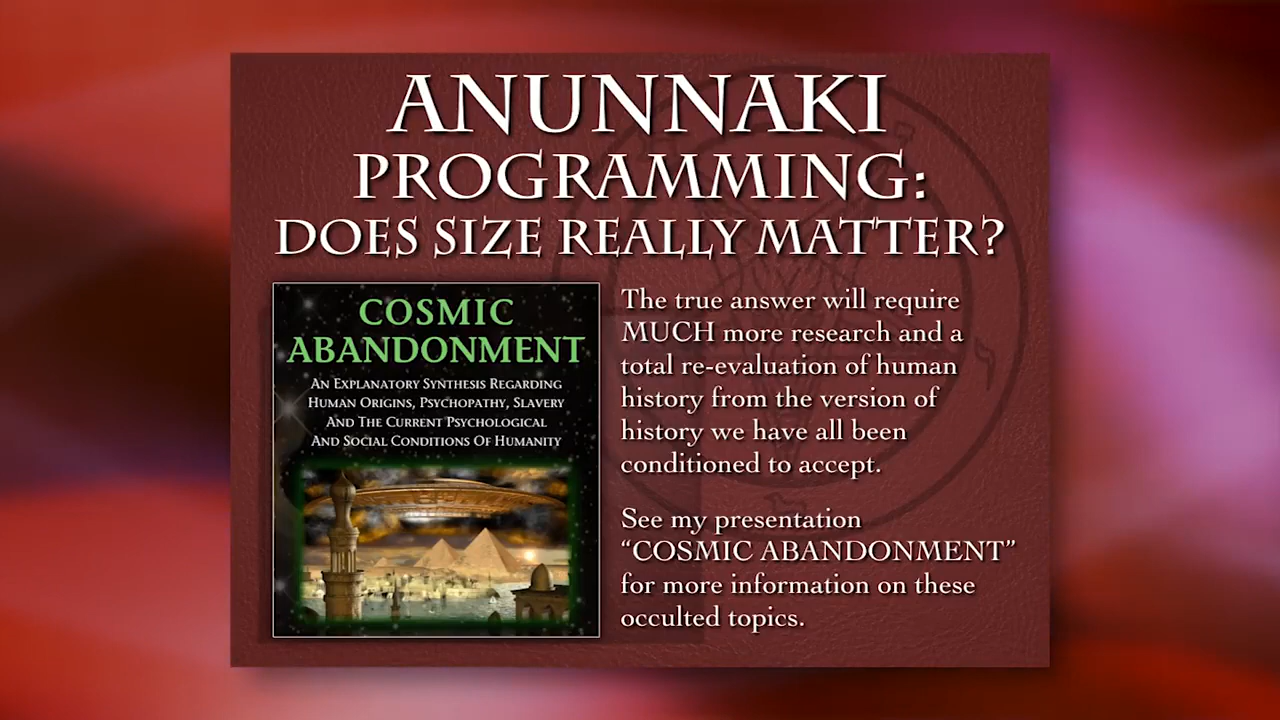 ANUNNAKI
PROGRAMMING:
DOES SIZE REALLY MATTER?
COSMIC
ABANDONMENT
AN EXPLANATORY SYNTHESIS REGARDING
HUMAN ORIGINS, PSYCHOPATHY, SLAVERY
AND THE CURRENT PSYCHOLOGICAL
AND SOCIAL CONDITIONS OF HUMANITY
The true answer will require
MUCH more research and a
total re-evaluation of human
history from the version of
history we have all been
conditioned to accept.
See my presentation
“COSMIC ABANDONMENT”
for more information on these
occulted topics.